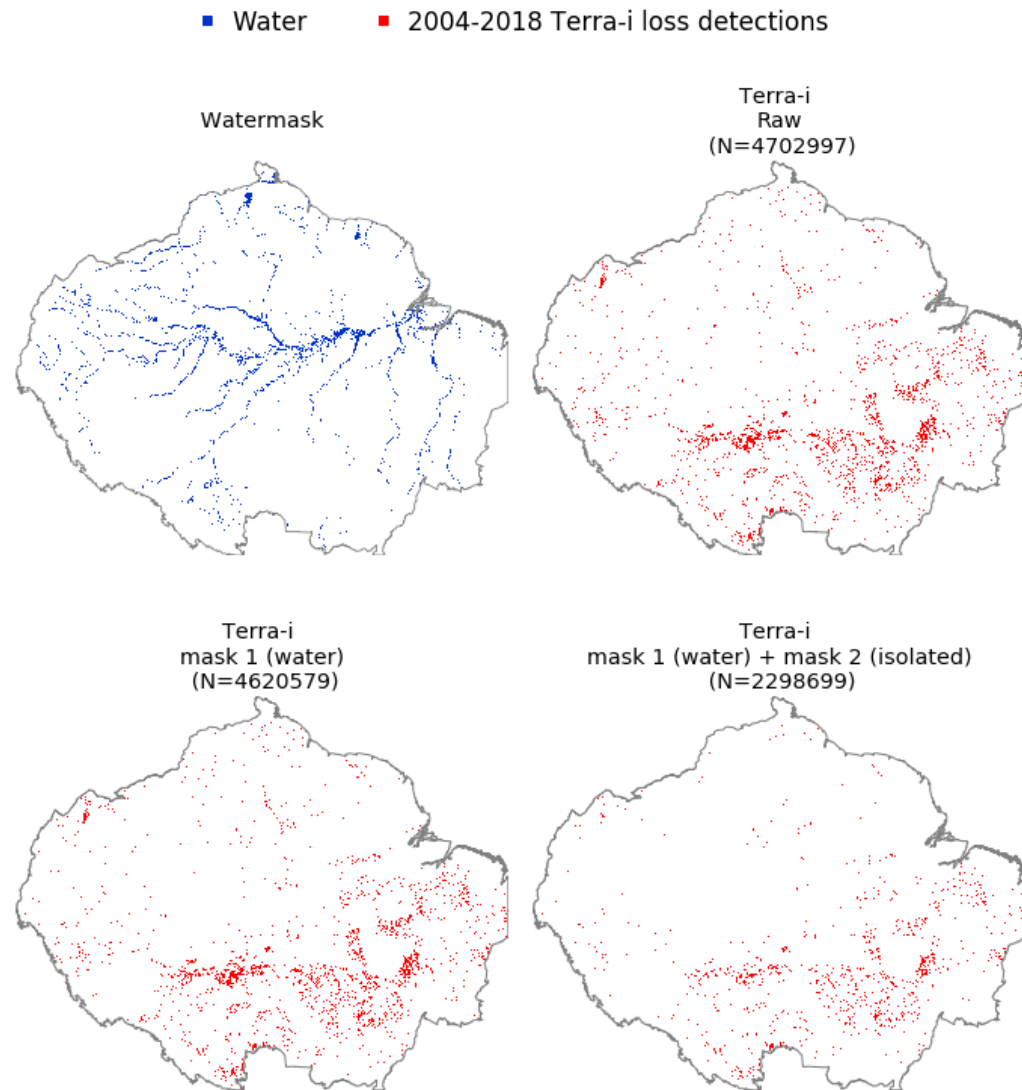 Water
2004-2018 Terra-i loss detections
Watermask
Terra-i
Raw
(N=4702997)
Terra-i
mask 1 (water)
(N=4620579)
Terra-i
mask 1 (water) + mask 2 (isolated)
(N=2298699)